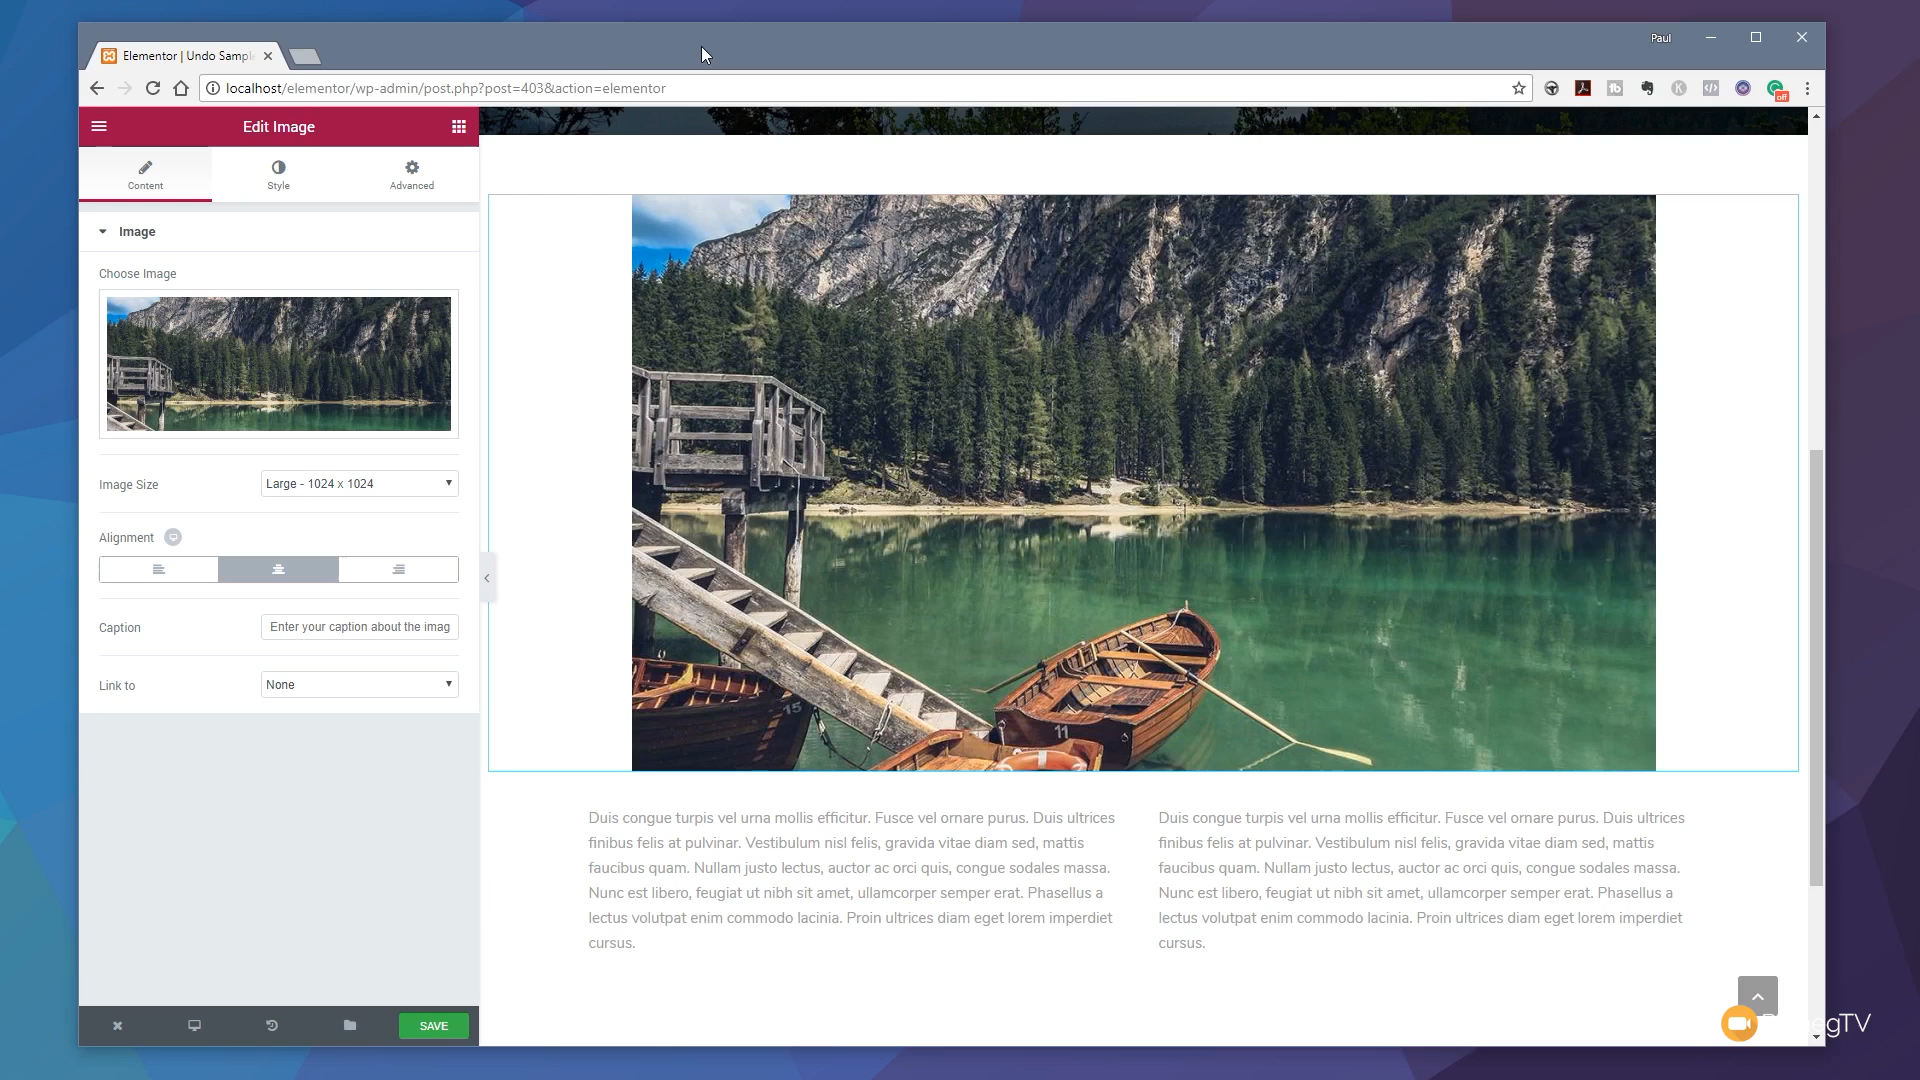 Paul
Elementor | Undo Sampl
localhost/elementor/wp-admin/post.php?post=403&action=elementor
off
Edit Image
Content
Style
Advanced
Image
Choose Image
Image Size
Large - 1024 x 1024
Alignment
Caption
Enter your caption about the imag
Link to
None
SAVE
15
11
Duis congue turpis vel urna mollis efficitur. Fusce vel ornare purus. Duis ultrices
finibus felis at pulvinar. Vestibulum nisl felis, gravida vitae diam sed, mattis
faucibus quam. Nullam justo lectus, auctor ac orci quis, congue sodales massa.
Nunc est libero, feugiat ut nibh sit amet, ullamcorper semper erat. Phasellus a
lectus volutpat enim commodo lacinia. Proin ultrices diam eget lorem imperdiet
cursus.
Duis congue turpis vel urna mollis efficitur. Fusce vel ornare purus. Duis ultrices
finibus felis at pulvinar. Vestibulum nisl felis, gravida vitae diam sed, mattis
faucibus quam. Nullam justo lectus, auctor ac orci quis, congue sodales massa.
Nunc est libero, feugiat ut nibh sit amet, ullamcorper semper erat. Phasellus a
lectus volutpat enim commodo lacinia. Proin ultrices diam eget lorem imperdiet
cursus.